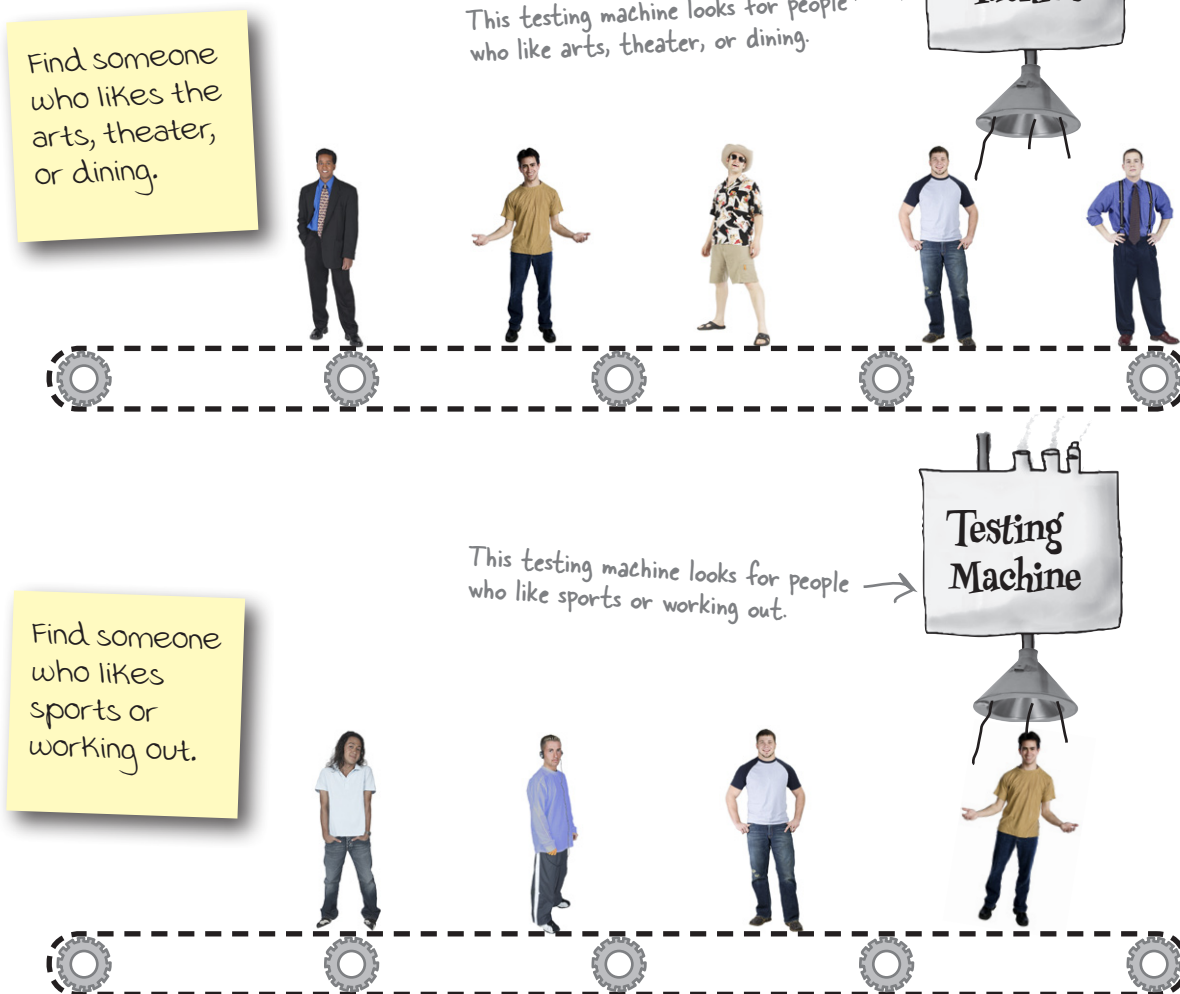 This testing machine looks for people
who like arts, theater, or dining.
Find someone
who likes the
arts, theater,
or dining.
This testing machine looks for people
who like sports or working out.
Testing
Machine
Find someone
who likes
sports or
working out.